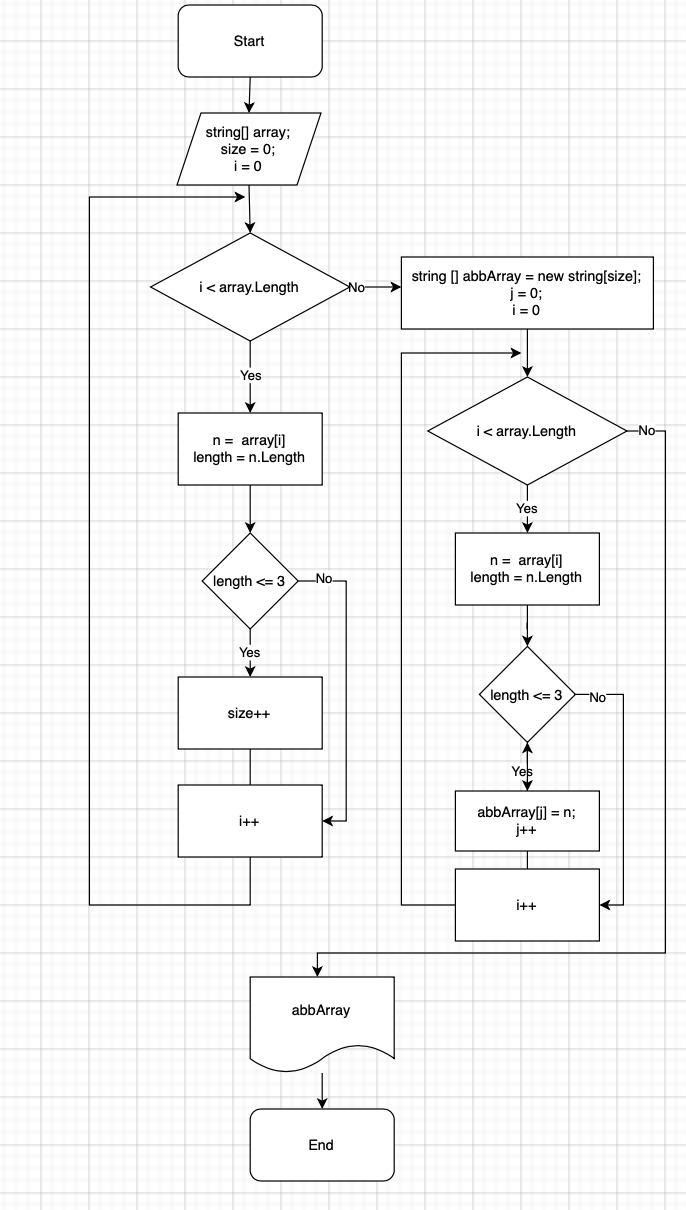 Start
string[] array;
size = 0;
i = 0
i < array.Length
No
Yes
n =  array[i]
length = n.Length
length <= 3
No
Yes
size++
i++
string [] abbArray = new string[size];
j = 0;
i = 0
i < array.Length
No
Yes
n =  array[i]
length = n.Length
length <= 3
No
Yes
abbArray[j] = n;
j++
i++
abbArray
End